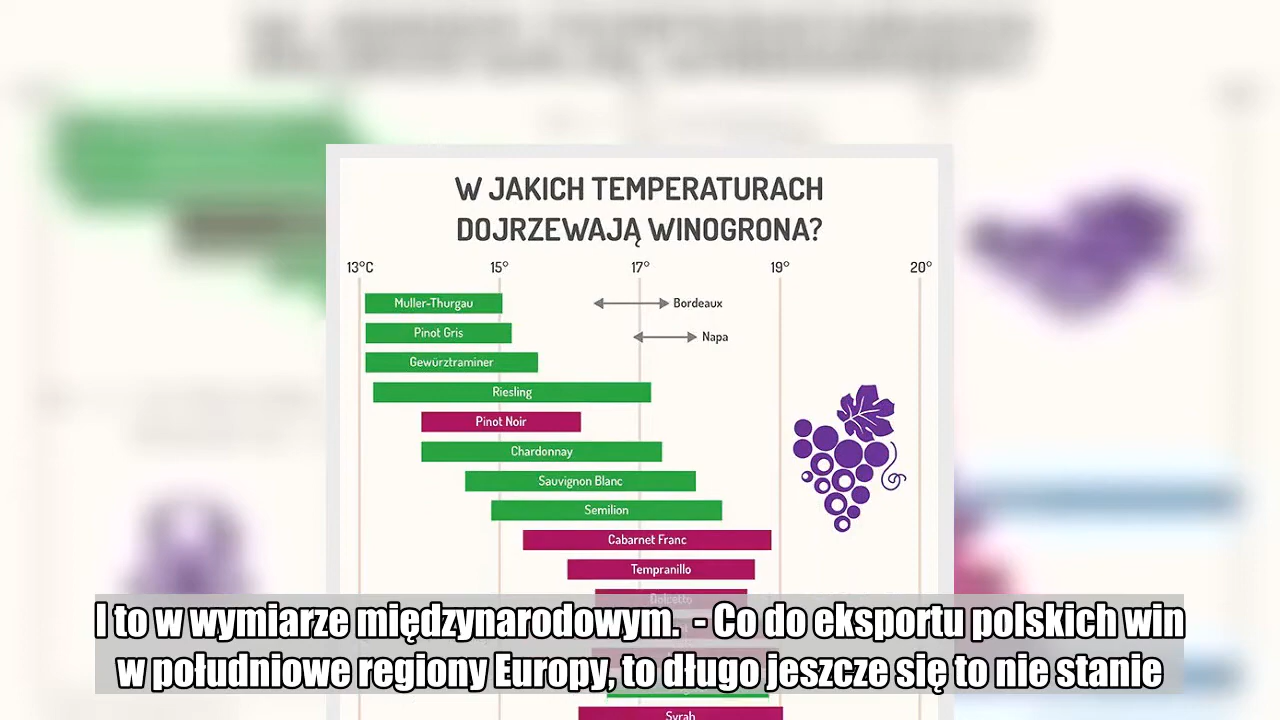 W JAKICH TEMPERATURACH
DOJRZEWAJĄ WINOGRONA?
13°C 15° 17° 19° 20°
Muller-Thurgau
Bordeaux
Pinot Gris
Napa
Gewürztraminer
Riesling
Pinot Noir
Chardonnay
Sauvignon Blanc
Semilion
Cabarnet Franc
Tempranillo
Dolcetto
I to w wymiarze międzynarodowym. - Co do eksportu polskich win
w południowe regiony Europy, to długo jeszcze się to nie stanie
Syrah